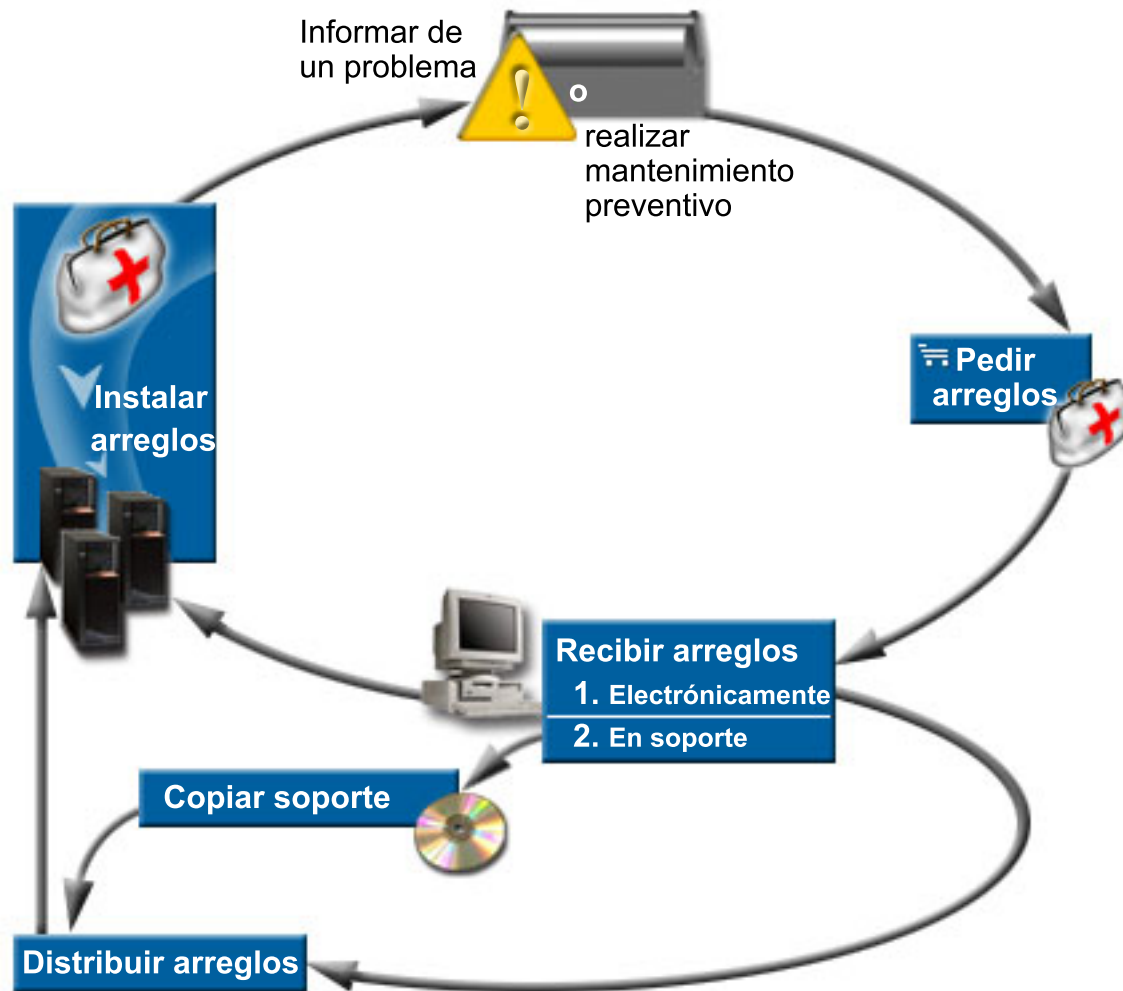 Informar de
un problema
o
realizar
mantenimiento
preventivo
Pedir
arreglos
Instalar
arreglos
Recibir arreglos
1. Electrónicamente
2. En soporte
Copiar soporte
Distribuir arreglos